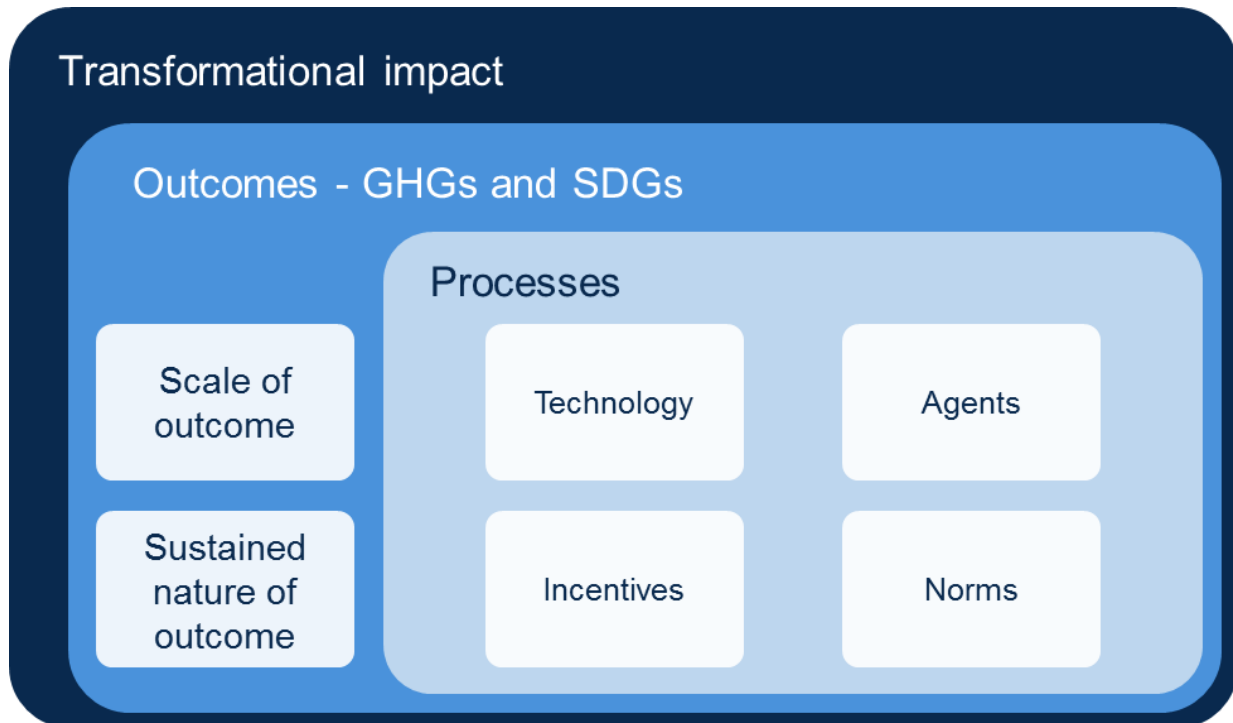 Transformational impact
Outcomes - GHGs and SDGs
Processes
Scale of
outcome
Technology
Agents
Sustained
nature of
outcome
Incentives
Norms